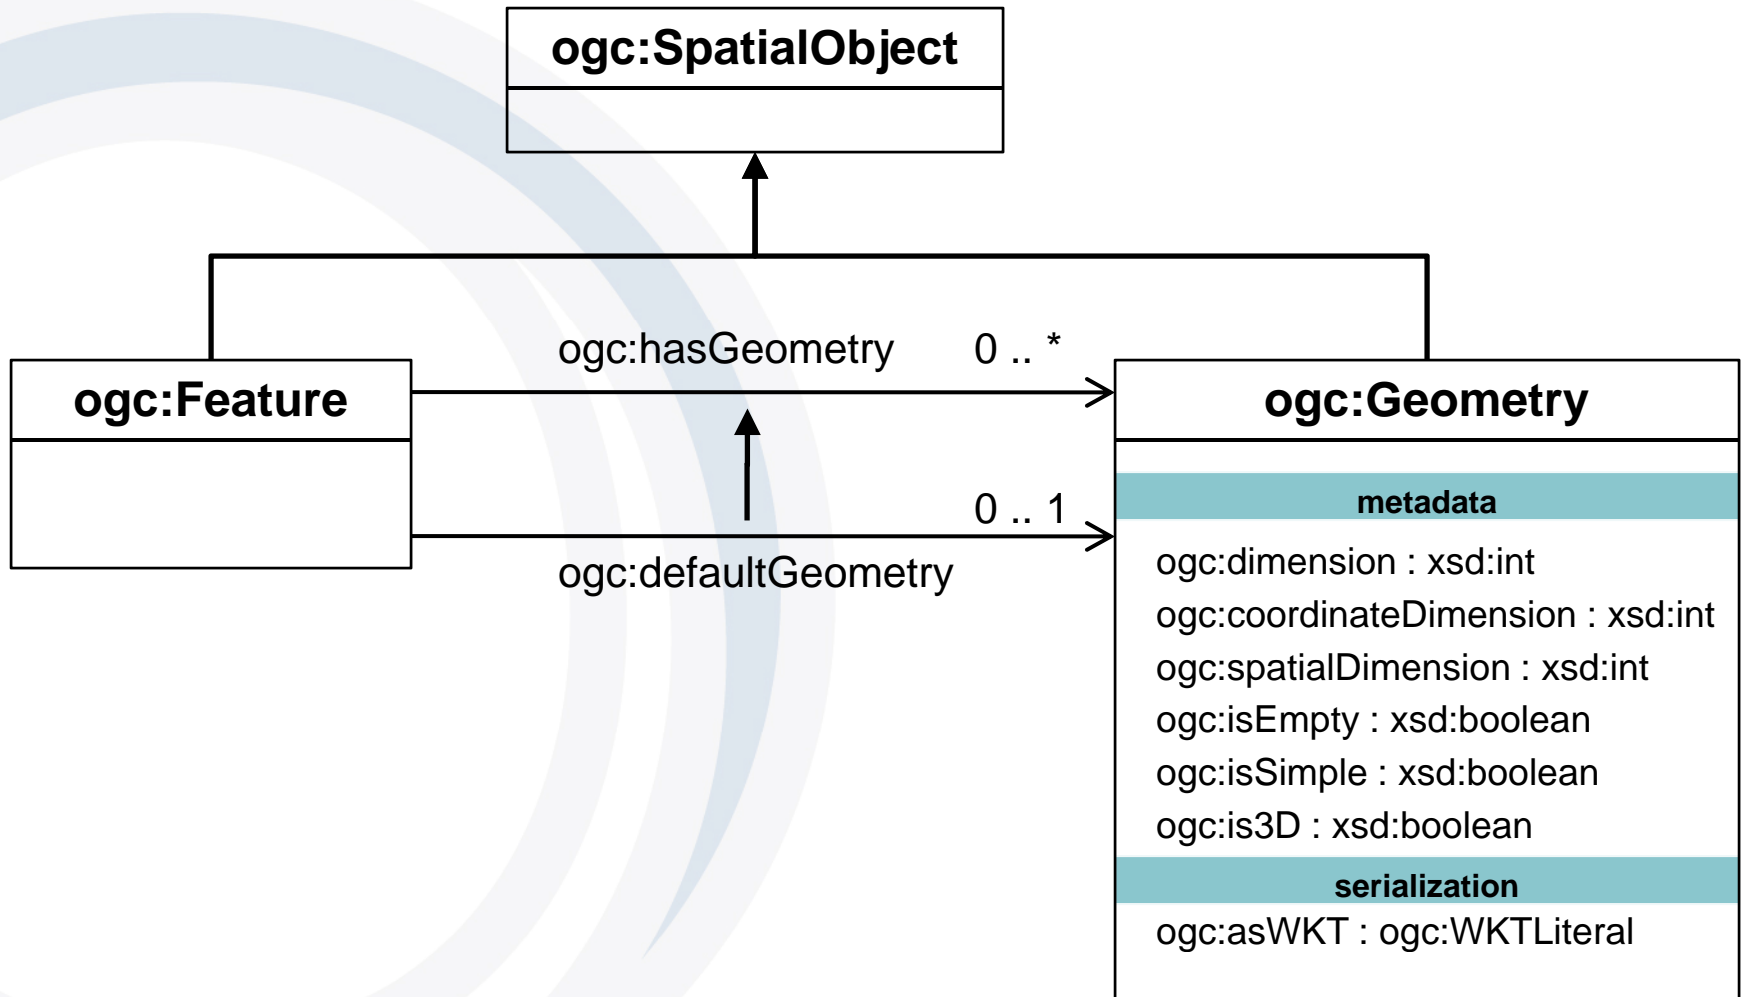 ogc:SpatialObject
ogc:hasGeometry 0 .. *
ogc:Feature
ogc:Geometry
0 .. 1
ogc:defaultGeometry
metadata
ogc:dimension : xsd:int
ogc:coordinateDimension : xsd:int
ogc:spatialDimension : xsd:int
ogc:isEmpty : xsd:boolean
ogc:isSimple : xsd:boolean
ogc:is3D : xsd:boolean
serialization
ogc:asWKT : ogc:WKTLiteral